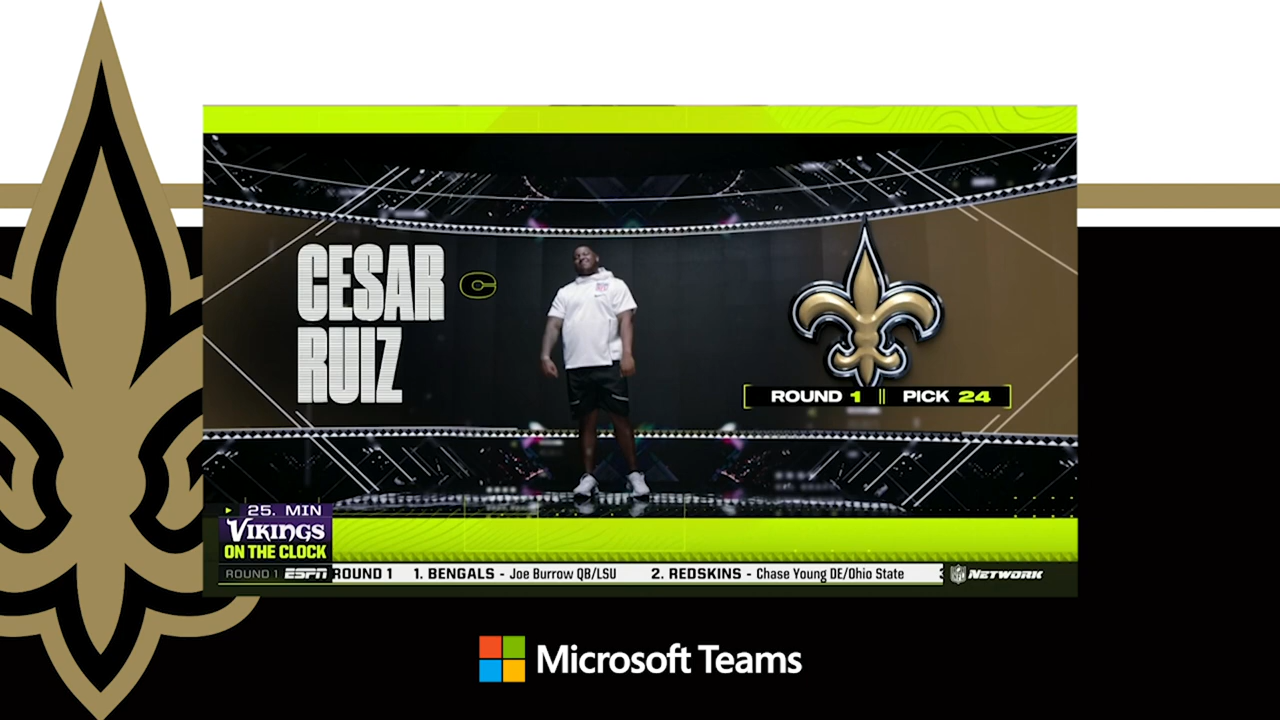 CESAR
RUIZ
C
ROUND 1 || PICK 24
25. MIN
VIKINGS
ON THE CLOCK
ROUND 1 ESPN ROUND 1 1. BENGALS - Joe Burrow QB/LSU 2. REDSKINS - Chase Young DE/Ohio State NFL NETWORK
Microsoft Teams